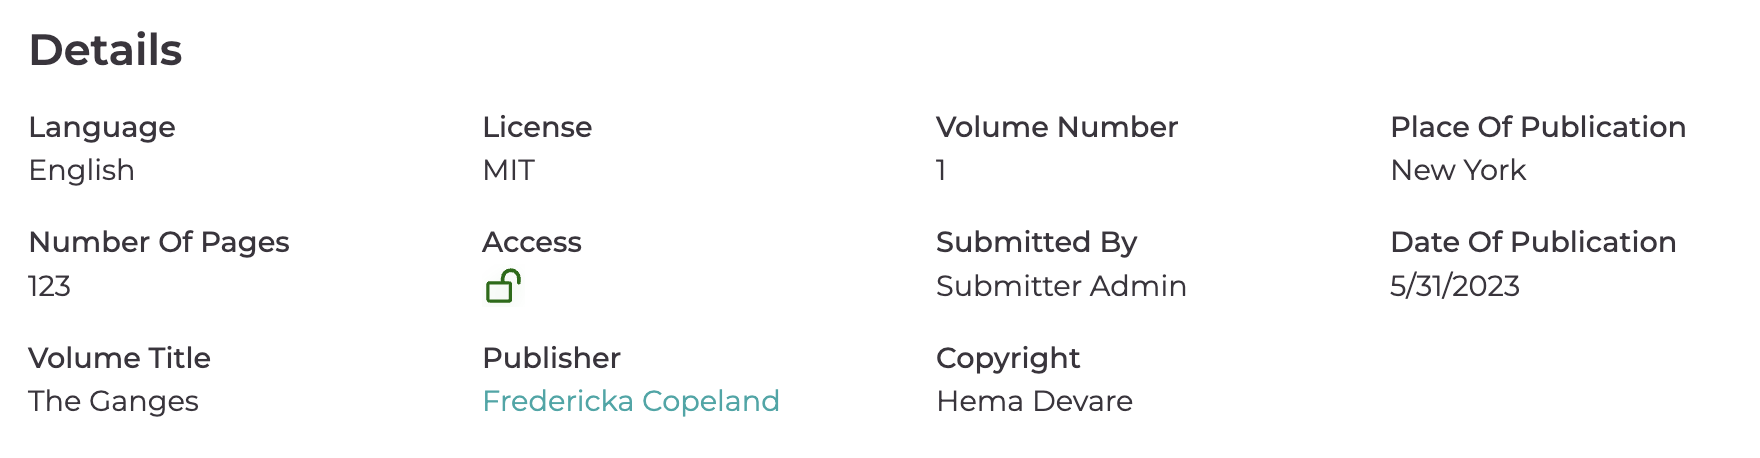 Details
Language
English
License
MIT
Volume Number
1
Place Of Publication
New York
Number Of Pages
123
Access
Submitted By
Submitter Admin
Date Of Publication
5/31/2023
Volume Title
The Ganges
Publisher
Fredericka Copeland
Copyright
Hema Devare